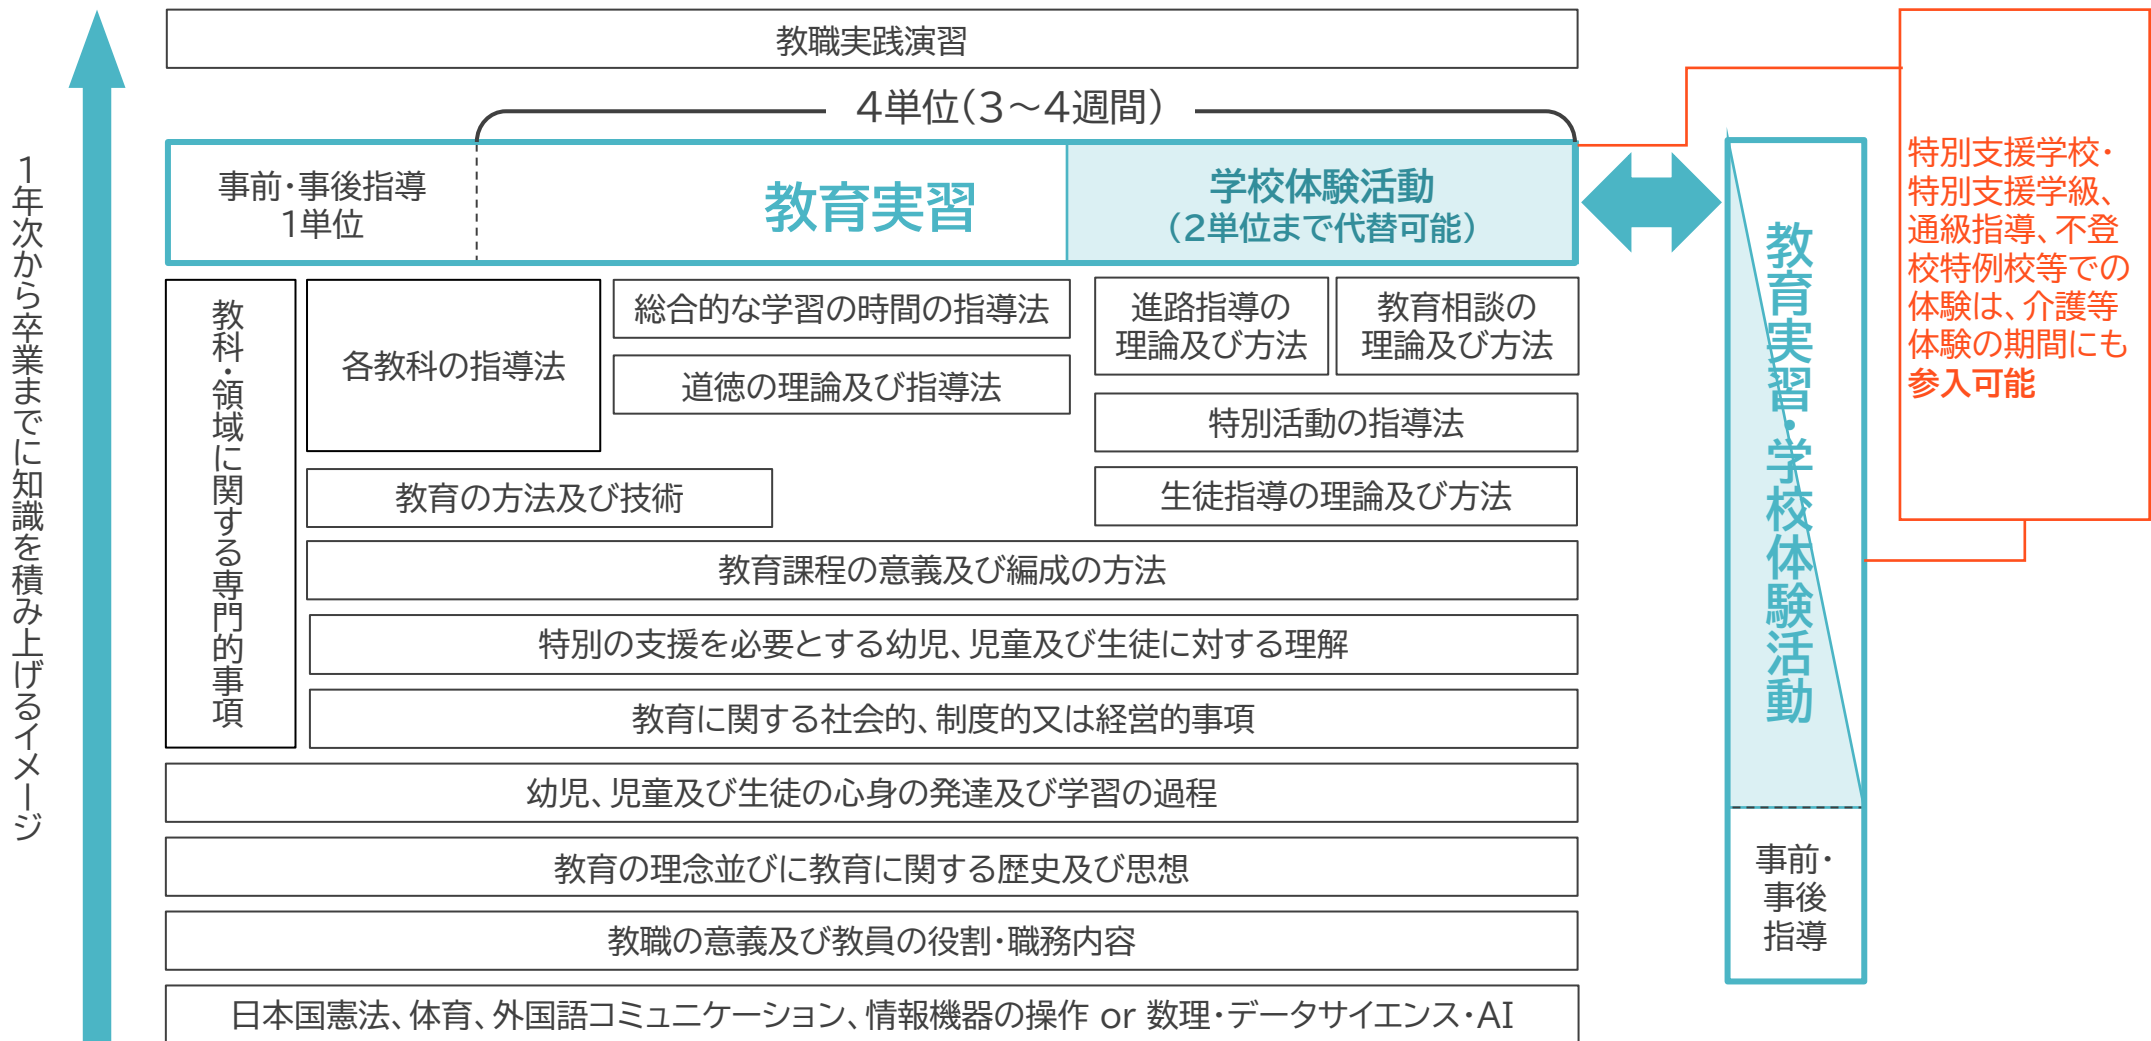 教職実践演習
4単位(3～4週間)
事前・事後指導
1単位
教育実習
学校体験活動
(2単位まで代替可能)
教科・領域に関する専門的事項
各教科の指導法
総合的な学習の時間の指導法
道徳の理論及び指導法
進路指導の
理論及び方法
教育相談の
理論及び方法
特別活動の指導法
教育の方法及び技術
生徒指導の理論及び方法
教育課程の意義及び編成の方法
特別の支援を必要とする幼児、児童及び生徒に対する理解
教育に関する社会的、制度的又は経営的事項
幼児、児童及び生徒の心身の発達及び学習の過程
教育の理念並びに教育に関する歴史及び思想
教職の意義及び教員の役割・職務内容
日本国憲法、体育、外国語コミュニケーション、情報機器の操作 or 数理・データサイエンス・AI
1年次から卒業までに知識を積み上げるイメージ
教育実習・学校体験活動
事前・
事後
指導
特別支援学校・
特別支援学級、
通級指導、不登
校特例校等での
体験は、介護等
体験の期間にも
参入可能